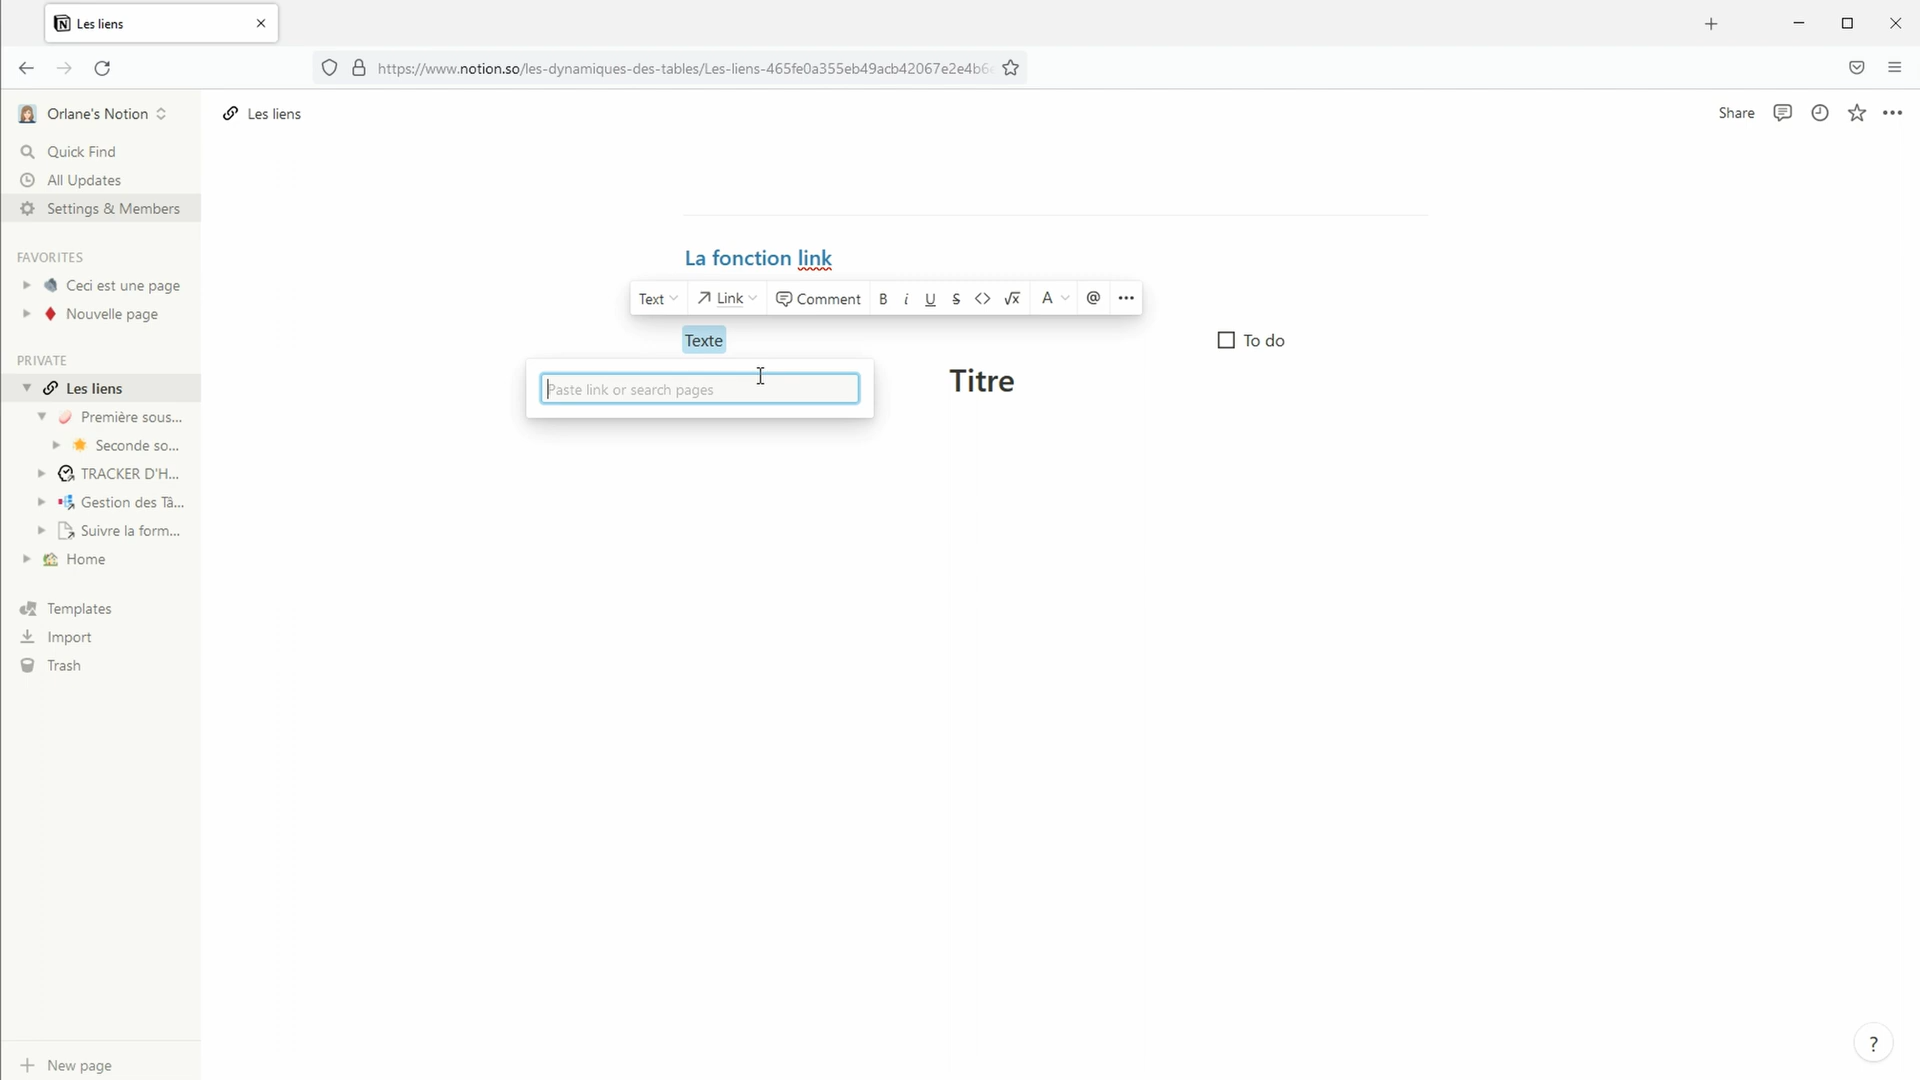 Les liens
https://www.notion.so/les-dynamiques-des-tables/Les-liens-465fe0a355eb49acb42067e2e4b6
Orlane's Notion
Les liens
Share
Quick Find
All Updates
Settings & Members
FAVORITES
Ceci est une page
Nouvelle page
PRIVATE
Les liens
Première sous...
Seconde so...
TRACKER D'H...
Gestion des Tâ...
Suivre la form...
Home
Templates
Import
Trash
New page
La fonction link
Text Link Comment B i U S <> √x A @ •••
Texte
To do
Paste link or search pages
Titre
?